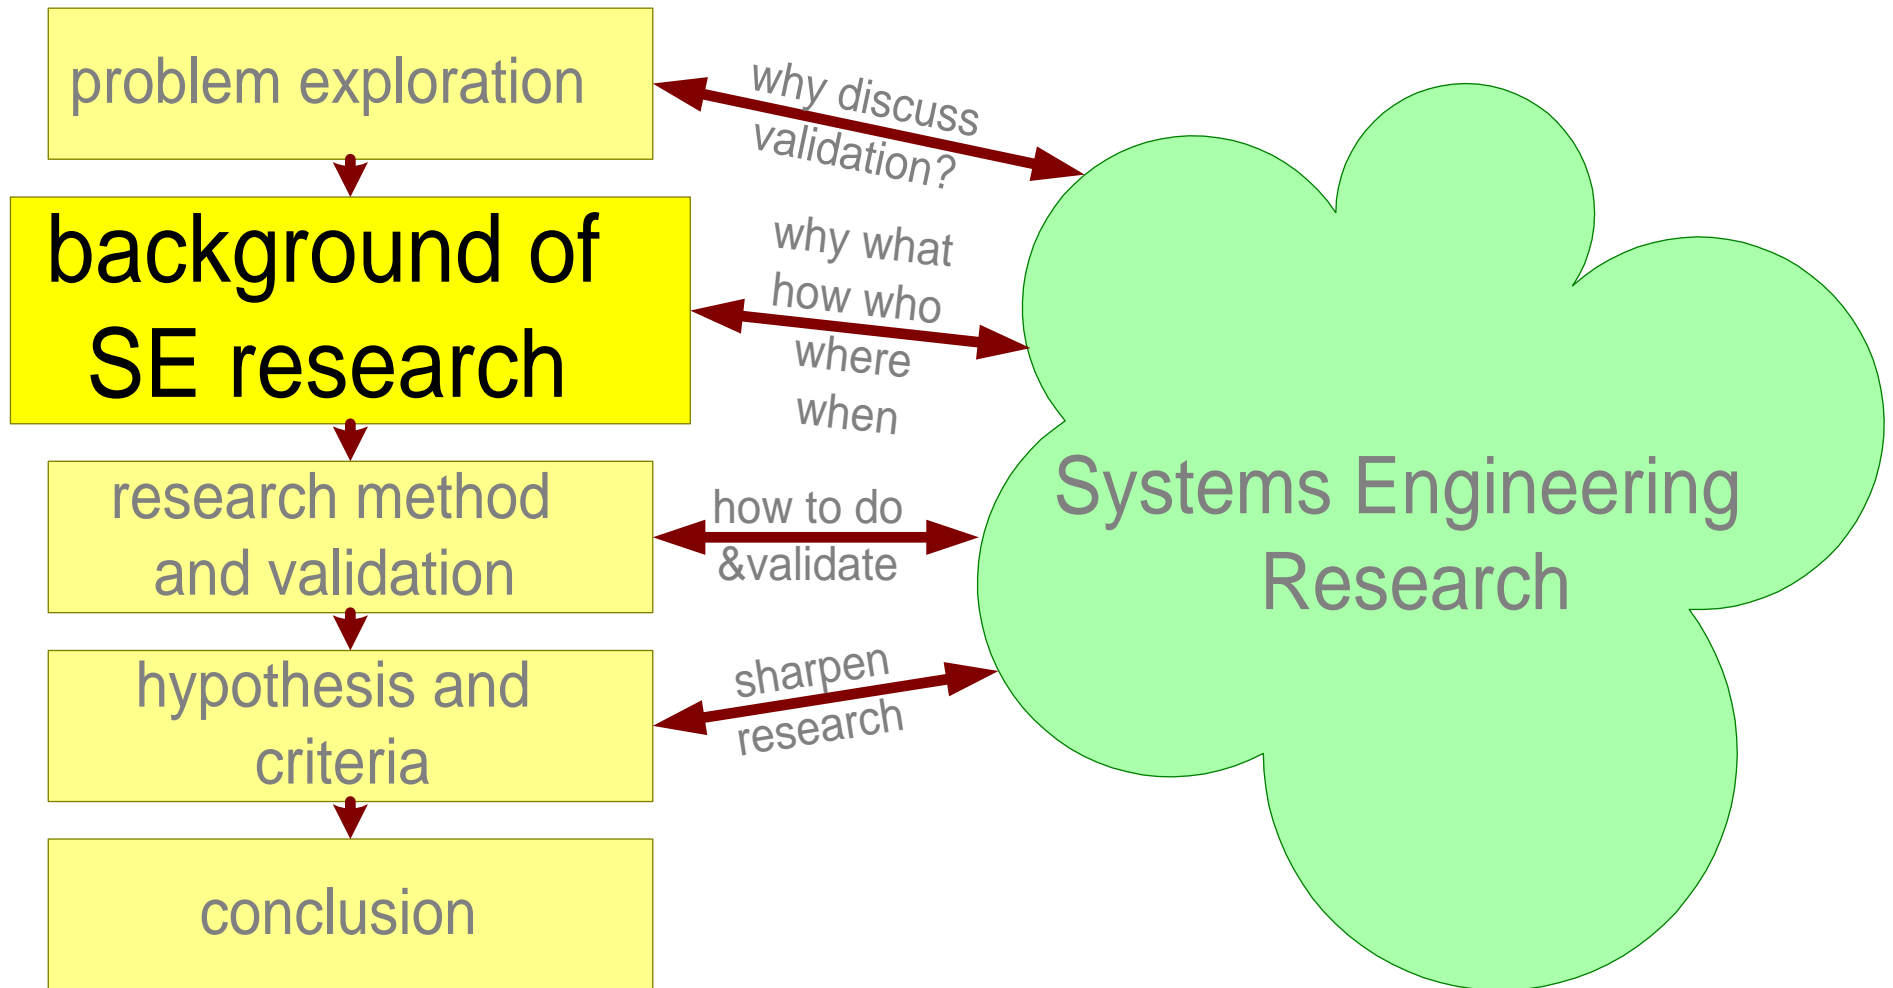 problem exploration
why discuss
validation?
background of
SE research
why what
how who
where
when
research method
and validation
how to do
&validate
Systems Engineering
Research
hypothesis and
criteria
sharpen
research
conclusion